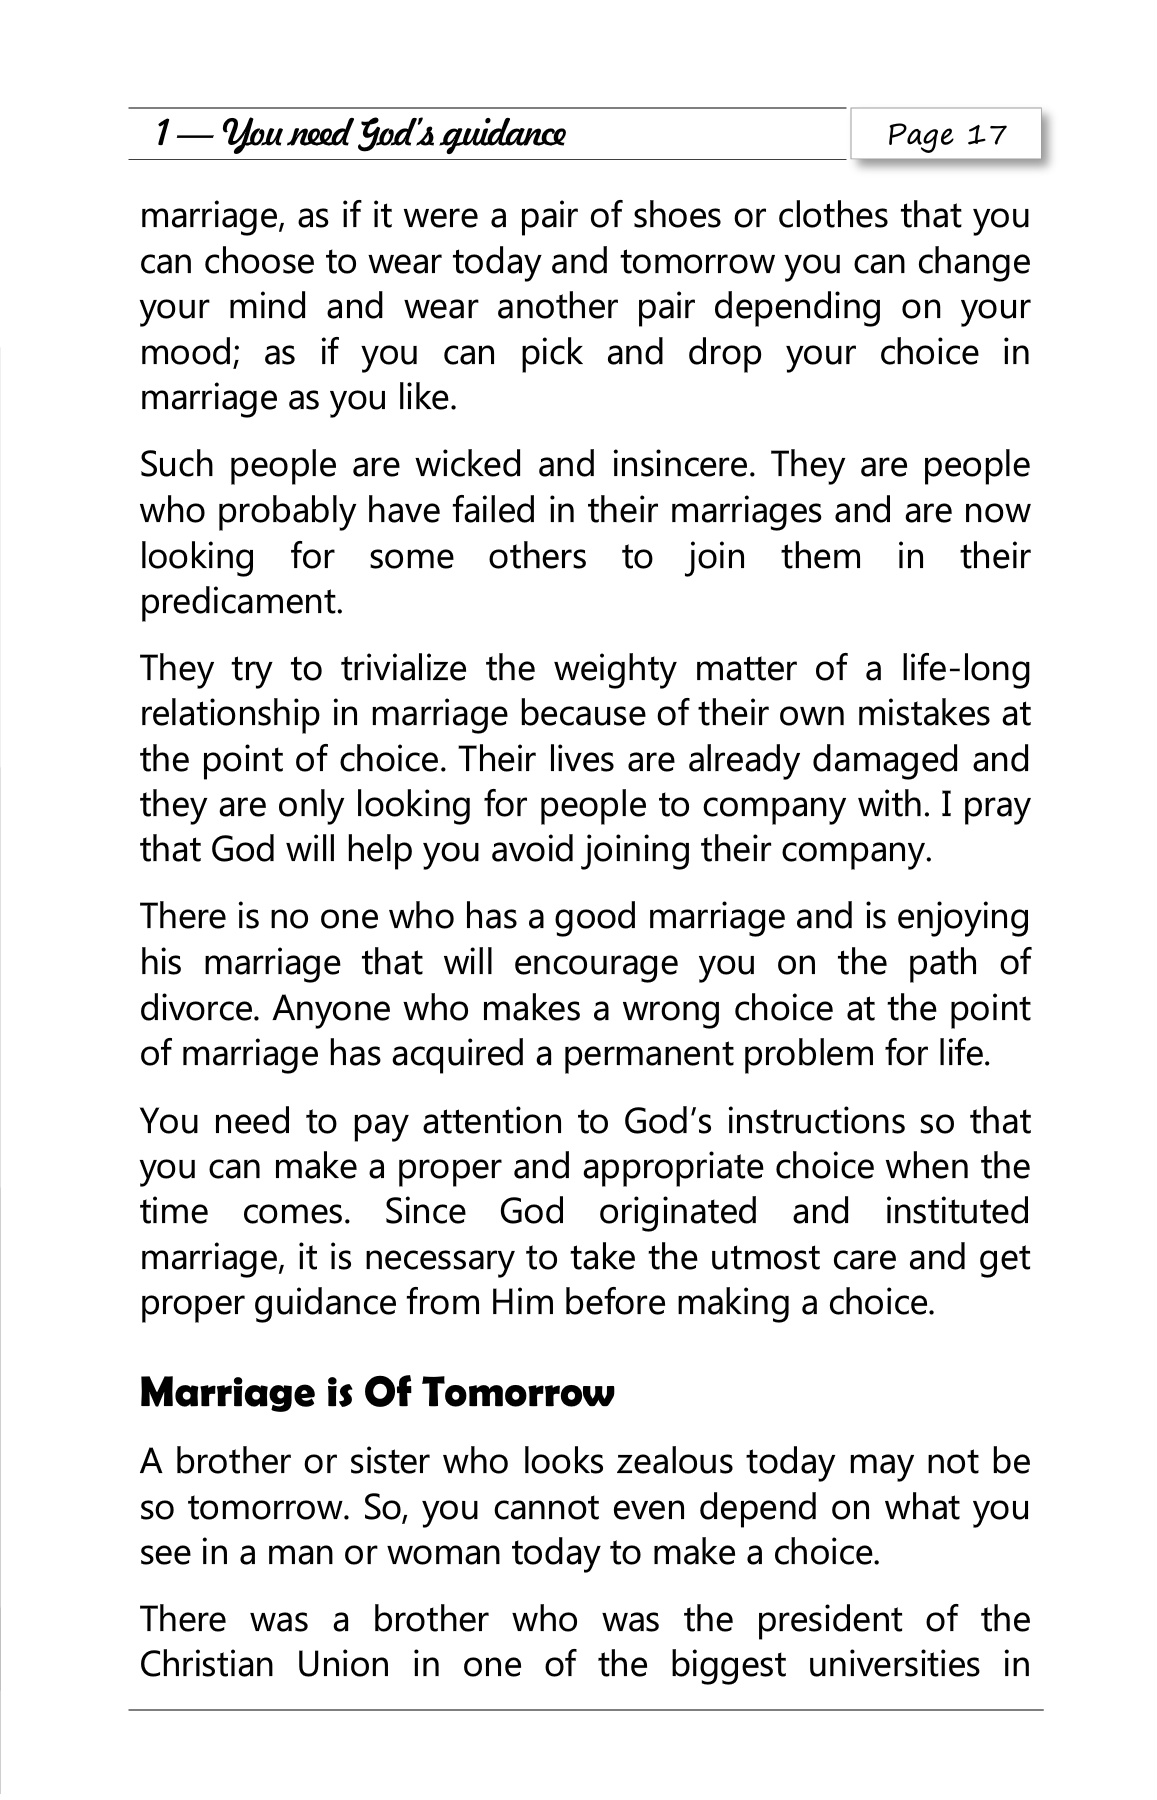 1 — You need God's guidance
Page 17
marriage, as if it were a pair of shoes or clothes that you
can choose to wear today and tomorrow you can change
your mind and wear another pair depending on your
mood; as if you can pick and drop your choice in
marriage as you like.
Such people are wicked and insincere. They are people
who probably have failed in their marriages and are now
looking for some others to join them in their
predicament.
They try to trivialize the weighty matter of a life-long
relationship in marriage because of their own mistakes at
the point of choice. Their lives are already damaged and
they are only looking for people to company with. I pray
that God will help you avoid joining their company.
There is no one who has a good marriage and is enjoying
his marriage that will encourage you on the path of
divorce. Anyone who makes a wrong choice at the point
of marriage has acquired a permanent problem for life.
You need to pay attention to God's instructions so that
you can make a proper and appropriate choice when the
time comes. Since God originated and instituted
marriage, it is necessary to take the utmost care and get
proper guidance from Him before making a choice.
Marriage is Of Tomorrow
A brother or sister who looks zealous today may not be
so tomorrow. So, you cannot even depend on what you
see in a man or woman today to make a choice.
There was a brother who was the president of the
Christian Union in one of the biggest universities in